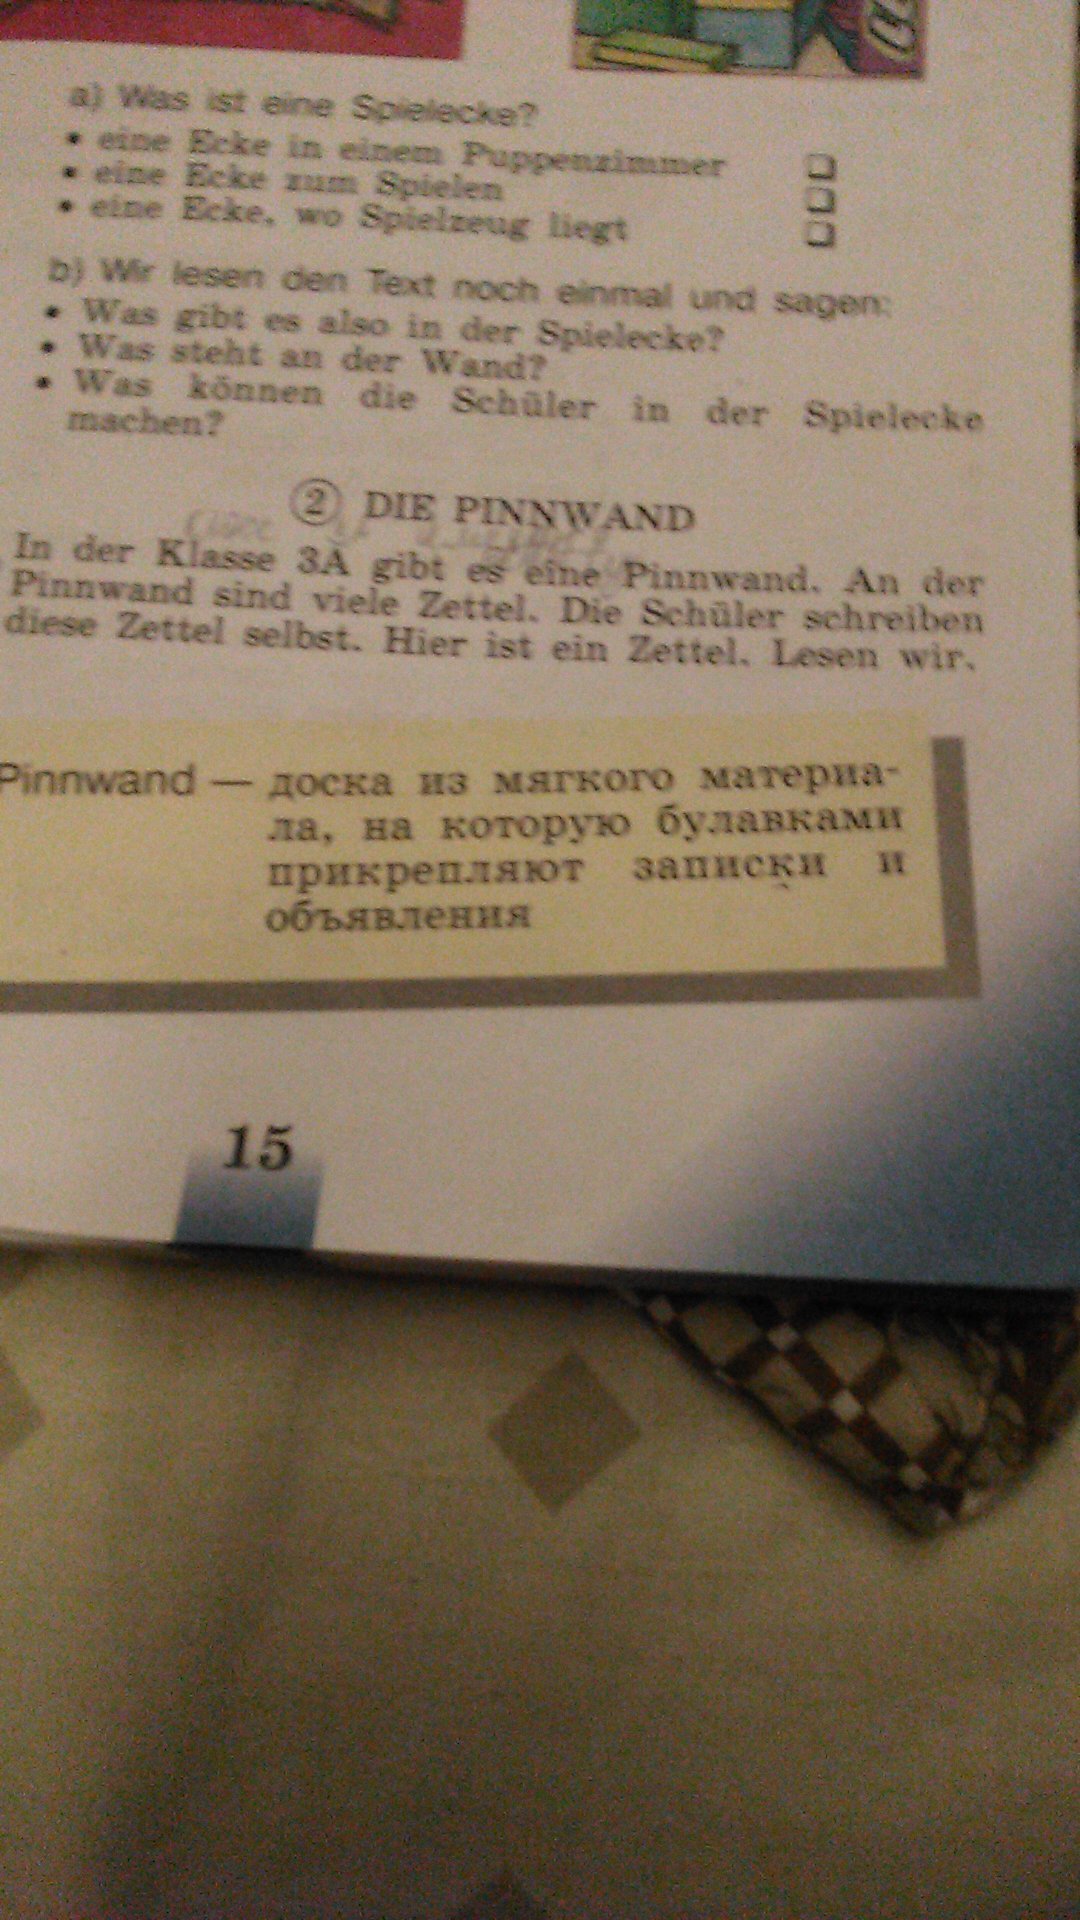 a) Was ist eine Spielecke?
• eine Ecke in einem Puppenzimmer
• eine Ecke zum Spielen
• eine Ecke, wo Spielzeug liegt
b) Wir lesen den Text noch einmal und sagen:
• Was gibt es also in der Spielecke?
• Was steht an der Wand?
• Was können die Schüler in der Spielecke
machen?
2 DIE PINNWAND
In der Klasse 3A gibt es eine Pinnwand. An der
Pinnwand sind viele Zettel. Die Schüler schreiben
diese Zettel selbst. Hier ist ein Zettel. Lesen wir.
Pinnwand — доска из мягкого материа-
ла, на которую булавками
прикрепляют записки и
объявления
15